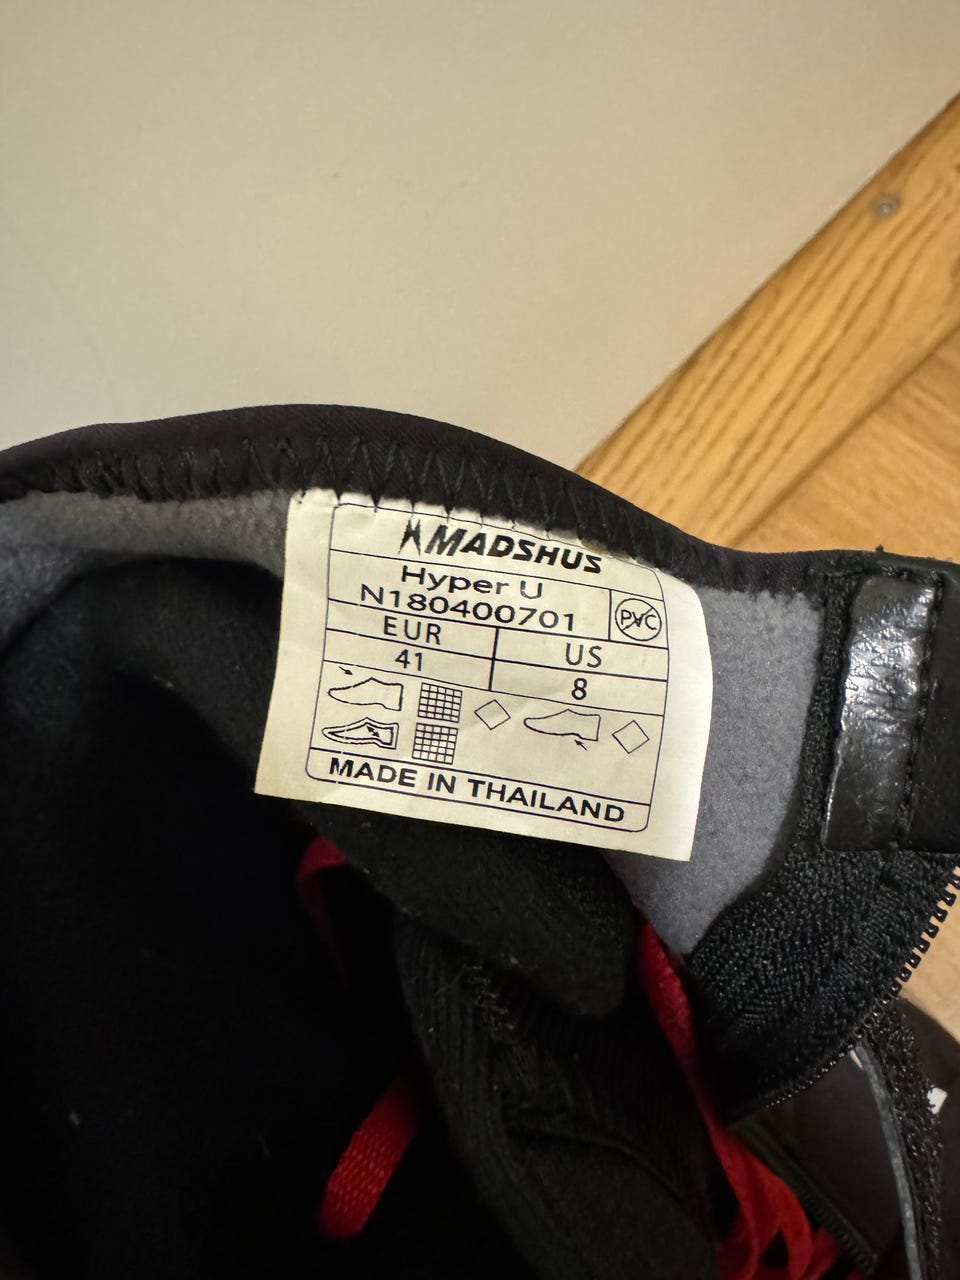 MADSHUS
Hyper U
N180400701
PVC
EUR
US
41
8
MADE IN THAILAND